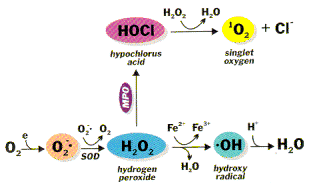 HOCl
H₂O₂ H₂O
¹O₂ + Cl⁻
hypochlorus
acid
singlet
oxygen
MPO
O₂ e O₂⁻• O₂⁻• O₂ H₂O₂ Fe²⁺ Fe³⁺ •OH H⁺ H₂O
SOD
H₂O
hydrogen
peroxide
hydroxy
radical